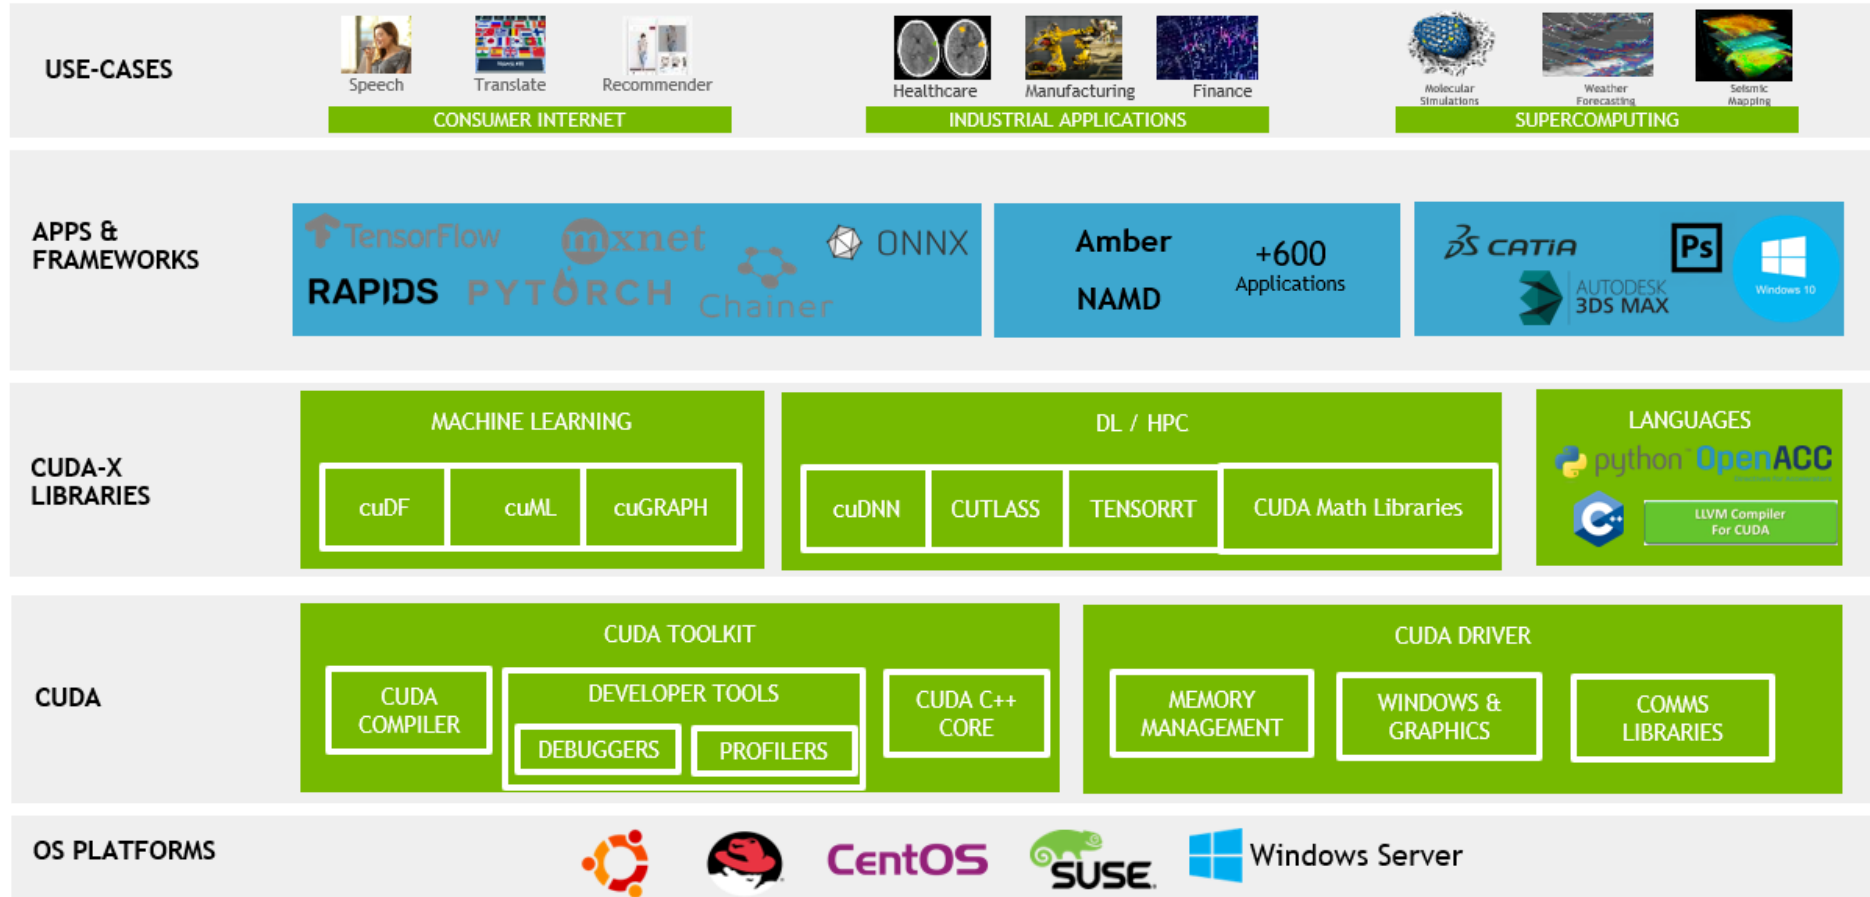 USE-CASES
Speech
Translate
Recommender
CONSUMER INTERNET
Healthcare
Manufacturing
Finance
INDUSTRIAL APPLICATIONS
Molecular
Simulations
Weather
Forecasting
Seismic
Mapping
SUPERCOMPUTING
APPS &
FRAMEWORKS
TensorFlow
mxnet
ONNX
RAPIDS
PYTORCH
Chainer
Amber
NAMD
+600
Applications
CATIA
Ps
Windows 10
AUTODESK
3DS MAX
CUDA-X
LIBRARIES
MACHINE LEARNING
cuDF
cuML
cuGRAPH
DL / HPC
cuDNN
CUTLASS
TENSORRT
CUDA Math Libraries
LANGUAGES
python
OpenACC
C++
LLVM Compiler
For CUDA
CUDA
CUDA TOOLKIT
CUDA
COMPILER
DEVELOPER TOOLS
DEBUGGERS
PROFILERS
CUDA C++
CORE
CUDA DRIVER
MEMORY
MANAGEMENT
WINDOWS &
GRAPHICS
COMMS
LIBRARIES
OS PLATFORMS
CentOS
SUSE
Windows Server